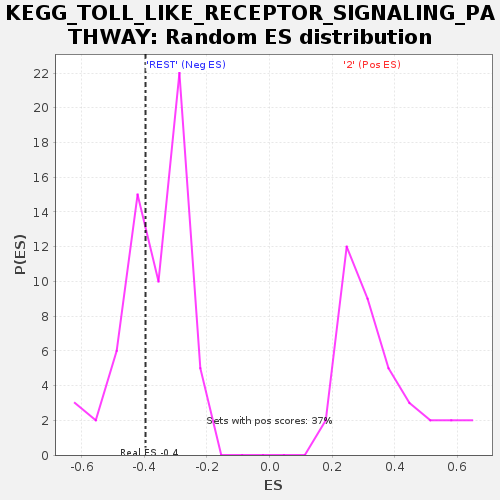 KEGG_TOLL_LIKE_RECEPTOR_SIGNALING_PA
THWAY: Random ES distribution
'REST' (Neg ES)
'2' (Pos ES)
22
20
18
16
14
12
10
8
6
4
2
0
P(ES)
Sets with pos scores: 37%
Real ES -0.4
-0.6
-0.4
-0.2
0.0
0.2
0.4
0.6
ES